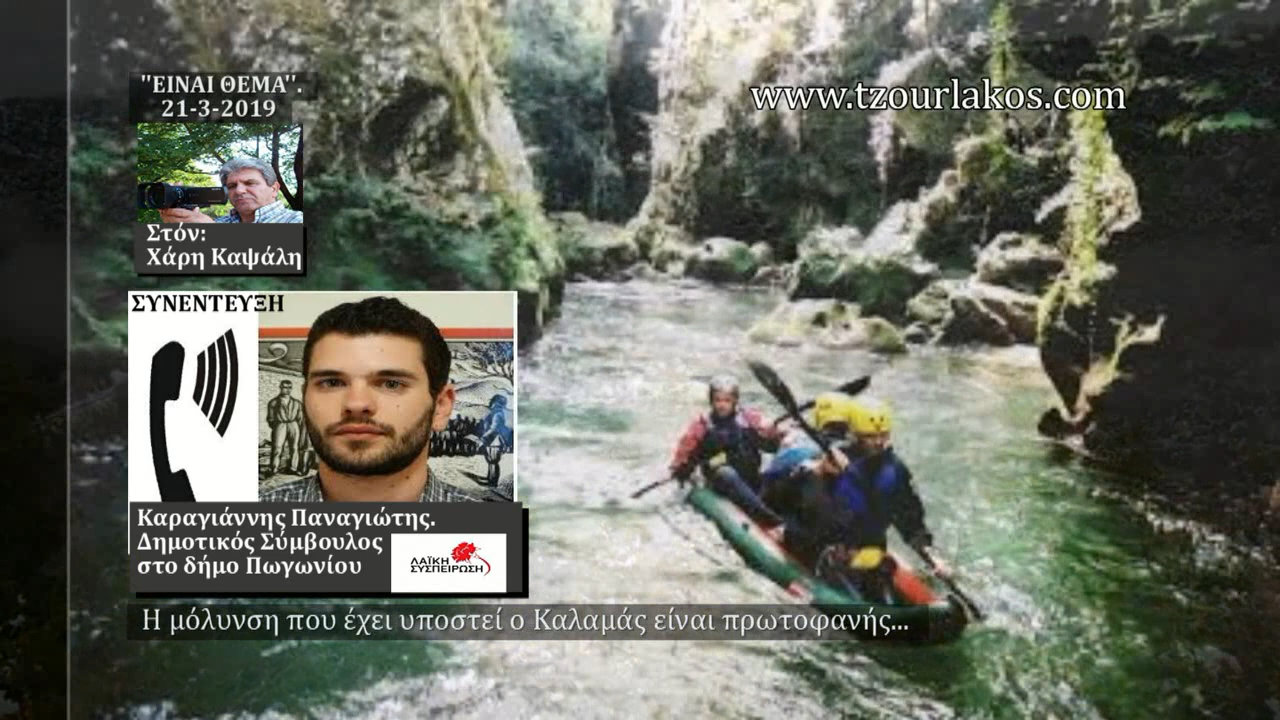 "ΕΙΝΑΙ ΘΕΜΑ".
21-3-2019
www.tzourlakos.com
Στόν:
Χάρη Καψάλη
ΣΥΝΕΝΤΕΥΞΗ
Καραγιάννης Παναγιώτης.
Δημοτικός Σύμβουλος
στο δήμο Πωγωνίου
ΛΑΪΚΗ
ΣΥΣΠΕΙΡΩΣΗ
Η μόλυνση που έχει υποστεί ο Καλαμάς είναι πρωτοφανής...